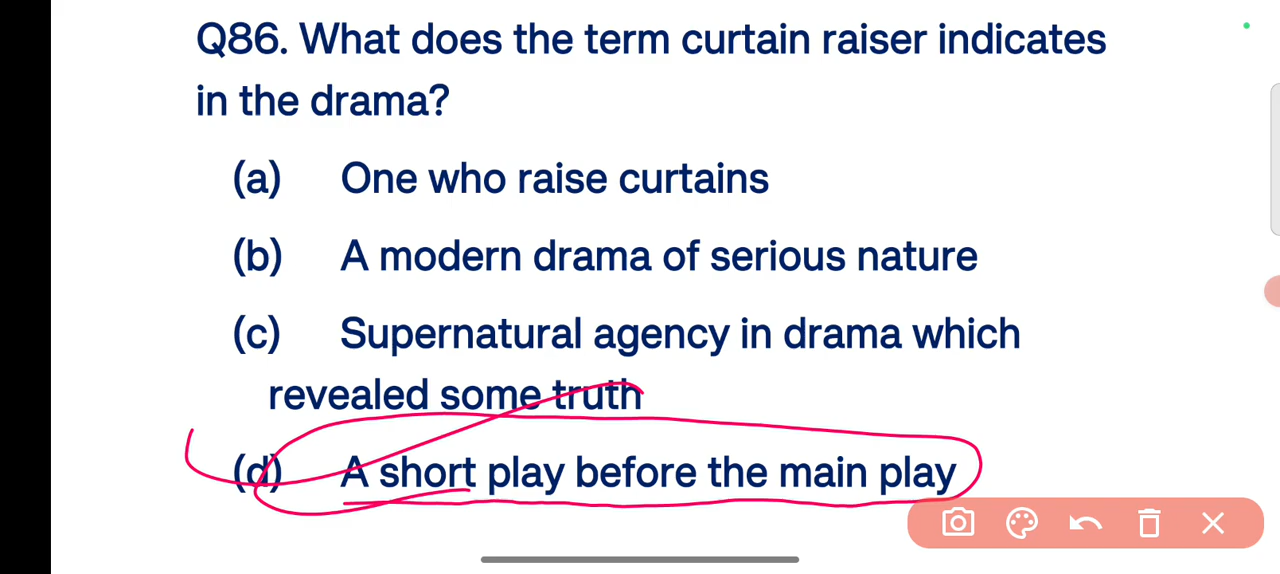 Q86. What does the term curtain raiser indicates
in the drama?
(a) One who raise curtains
(b) A modern drama of serious nature
(c) Supernatural agency in drama which
revealed some truth
(d) A short play before the main play